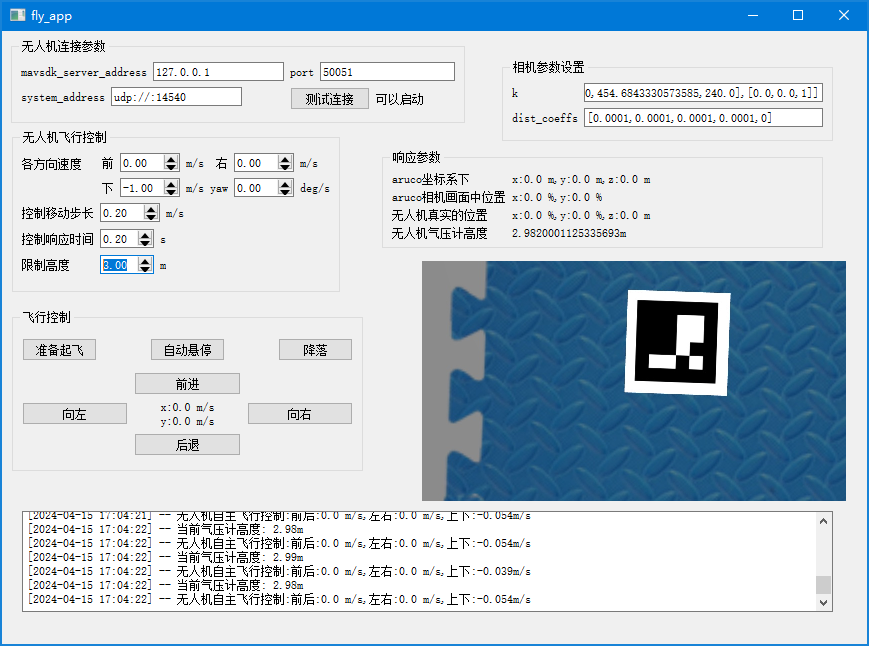 fly_app
无人机连接参数
mavsdk_server_address 127.0.0.1 port 50051
system_address udp://:14540 测试连接 可以启动
相机参数设置
k 0,454.6843330573585,240.0],[0.0,0.0,1]]
dist_coeffs [0.0001,0.0001,0.0001,0.0001,0]
无人机飞行控制
各方向速度 前 0.00 m/s 右 0.00 m/s
下 -1.00 m/s yaw 0.00 deg/s
控制移动步长 0.20 m/s
控制响应时间 0.20 s
限制高度 3.00 m
响应参数
aruco坐标系下 x:0.0 m,y:0.0 m,z:0.0 m
aruco相机画面中位置 x:0.0 %,y:0.0 %
无人机真实的位置 x:0.0 %,y:0.0 %,z:0.0 m
无人机气压计高度 2.9820001125335693m
飞行控制
准备起飞 自动悬停 降落
前进
向左 x:0.0 m/s 向右
y:0.0 m/s
后退
[2024-04-15 17:04:21] -- 无人机自主飞行控制:前后:0.0 m/s,左右:0.0 m/s,上下:-0.054m/s
[2024-04-15 17:04:22] -- 当前气压计高度: 2.98m
[2024-04-15 17:04:22] -- 无人机自主飞行控制:前后:0.0 m/s,左右:0.0 m/s,上下:-0.054m/s
[2024-04-15 17:04:22] -- 当前气压计高度: 2.99m
[2024-04-15 17:04:22] -- 无人机自主飞行控制:前后:0.0 m/s,左右:0.0 m/s,上下:-0.039m/s
[2024-04-15 17:04:22] -- 当前气压计高度: 2.98m
[2024-04-15 17:04:22] -- 无人机自主飞行控制:前后:0.0 m/s,左右:0.0 m/s,上下:-0.054m/s